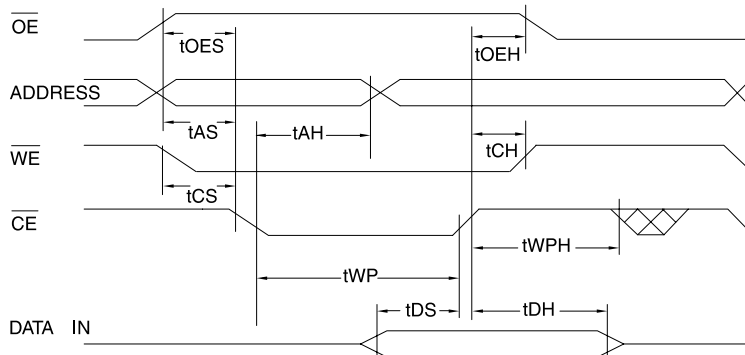 OE
tOES
tOEH
ADDRESS
tAS
tAH
tCH
WE
tCS
CE
tWPH
tWP
tDS
tDH
DATA IN